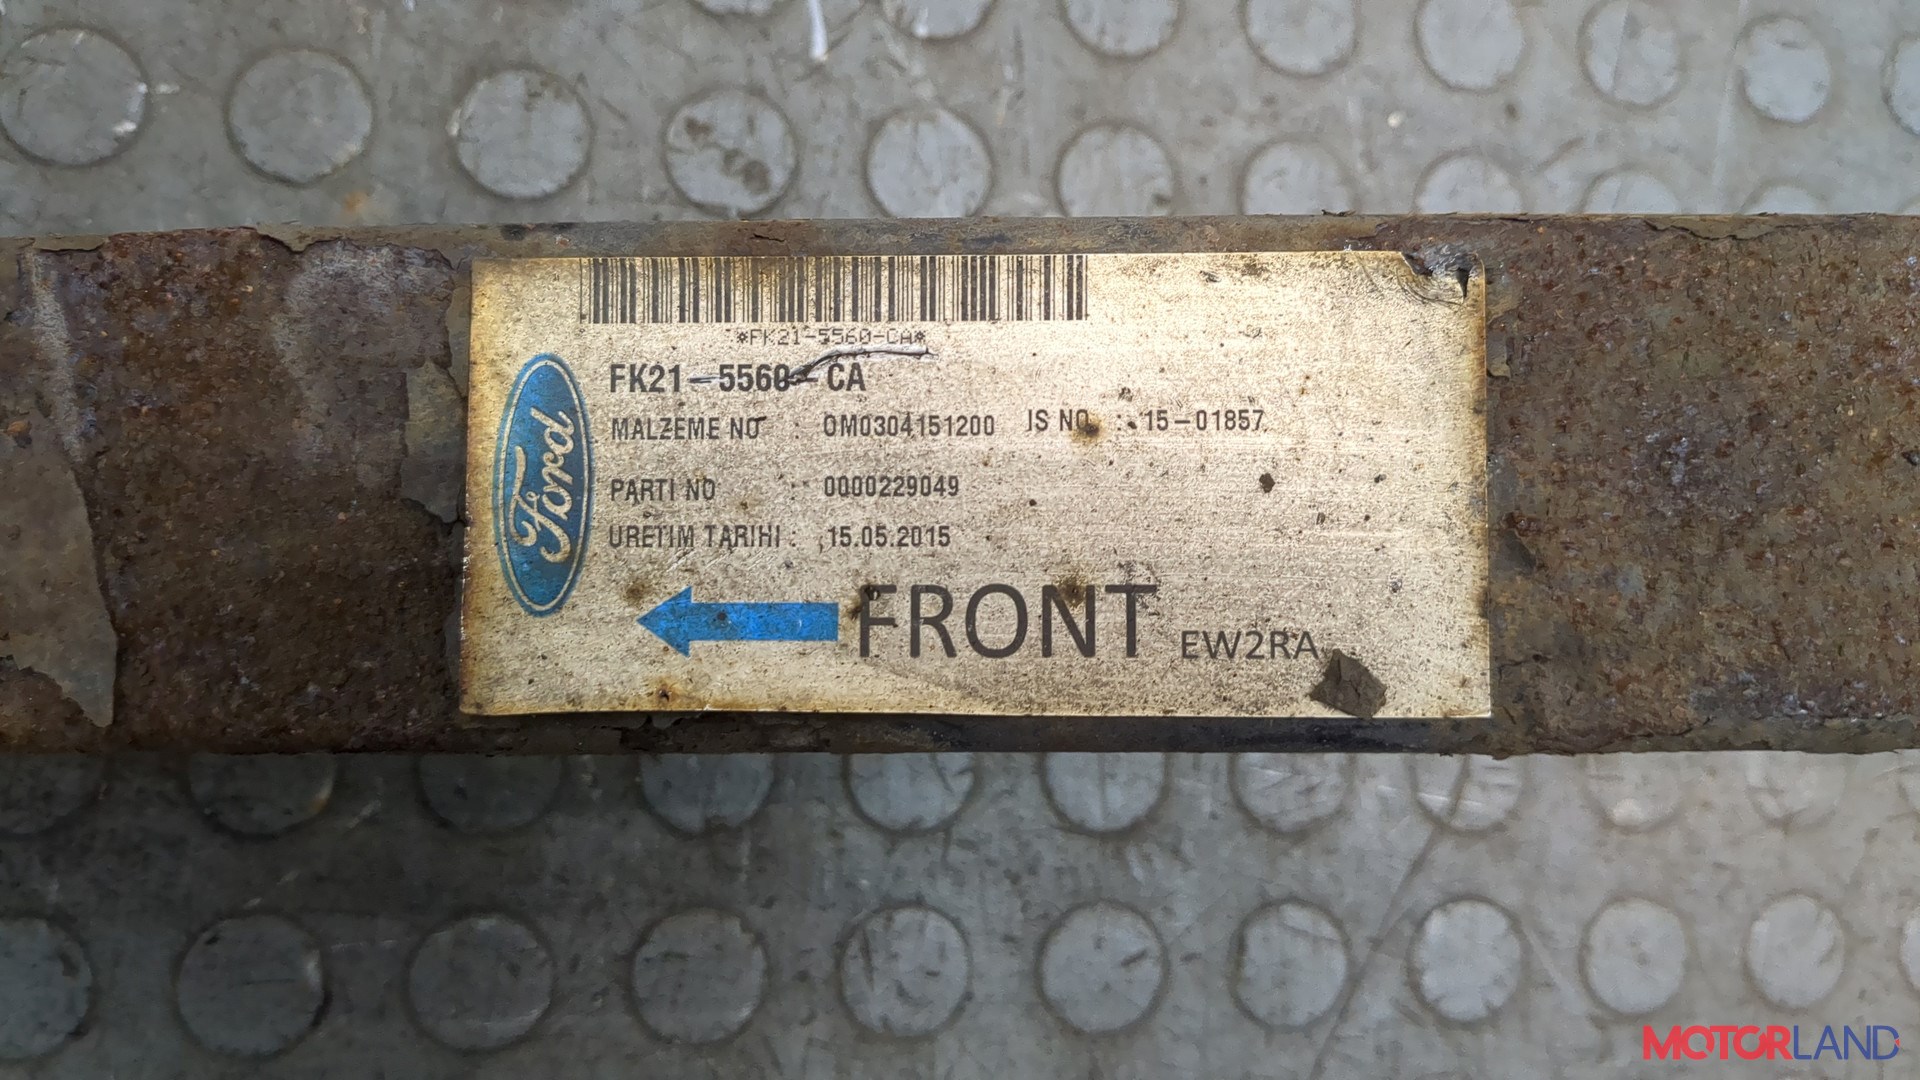 *FK21-5560-CA*
FK21-5560-CA
MALZEME NO : OM0304151200 IS NO : 15-01857
PARTI NO : 0000229049
URETIM TARIHI : 15.05.2015
Ford
FRONT EW2RA
MOTORLAND